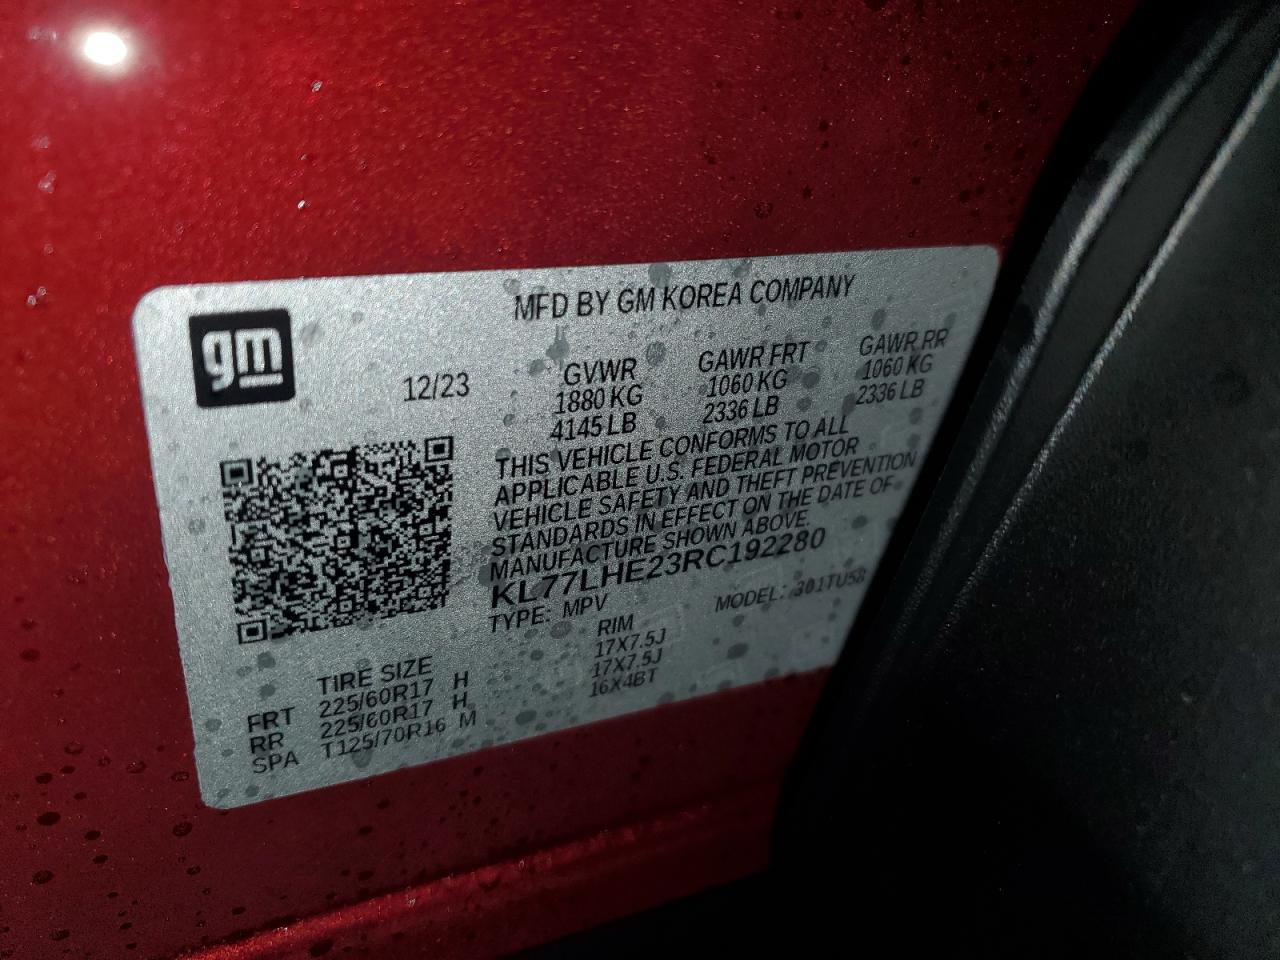 gm
MFD BY GM KOREA COMPANY
12/23 GVWR GAWR FRT GAWR RR
1880 KG 1060 KG 1060 KG
4145 LB 2336 LB 2336 LB
THIS VEHICLE CONFORMS TO ALL
APPLICABLE U.S. FEDERAL MOTOR
VEHICLE SAFETY AND THEFT PREVENTION
STANDARDS IN EFFECT ON THE DATE OF
MANUFACTURE SHOWN ABOVE.
KL77LHE23RC192280
TYPE: MPV MODEL: 301TU58
TIRE SIZE RIM
FRT 225/60R17 H 17X7.5J
RR 225/60R17 H 17X7.5J
SPA T125/70R16 M 16X4BT